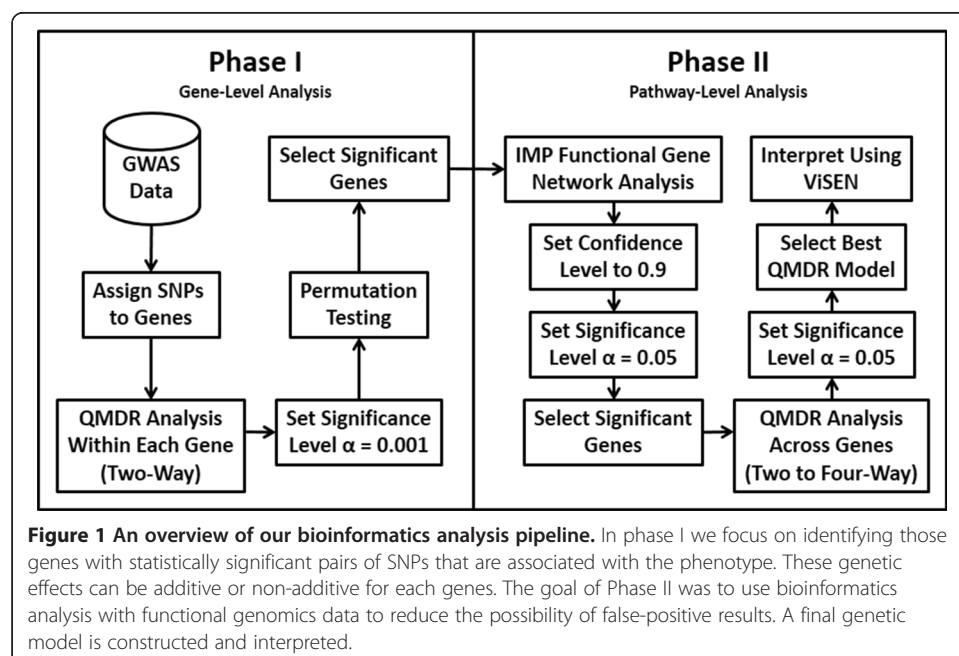 Phase I
Gene-Level Analysis
GWAS
Data
Assign SNPs
to Genes
QMDR Analysis
Within Each Gene
(Two-Way)
Set Significance
Level α = 0.001
Permutation
Testing
Select Significant
Genes
Phase II
Pathway-Level Analysis
IMP Functional Gene
Network Analysis
Set Confidence
Level to 0.9
Set Significance
Level α = 0.05
Select Significant
Genes
QMDR Analysis
Across Genes
(Two to Four-Way)
Set Significance
Level α = 0.05
Select Best
QMDR Model
Interpret Using
ViSEN
Figure 1 An overview of our bioinformatics analysis pipeline. In phase I we focus on identifying those
genes with statistically significant pairs of SNPs that are associated with the phenotype. These genetic
effects can be additive or non-additive for each genes. The goal of Phase II was to use bioinformatics
analysis with functional genomics data to reduce the possibility of false-positive results. A final genetic
model is constructed and interpreted.